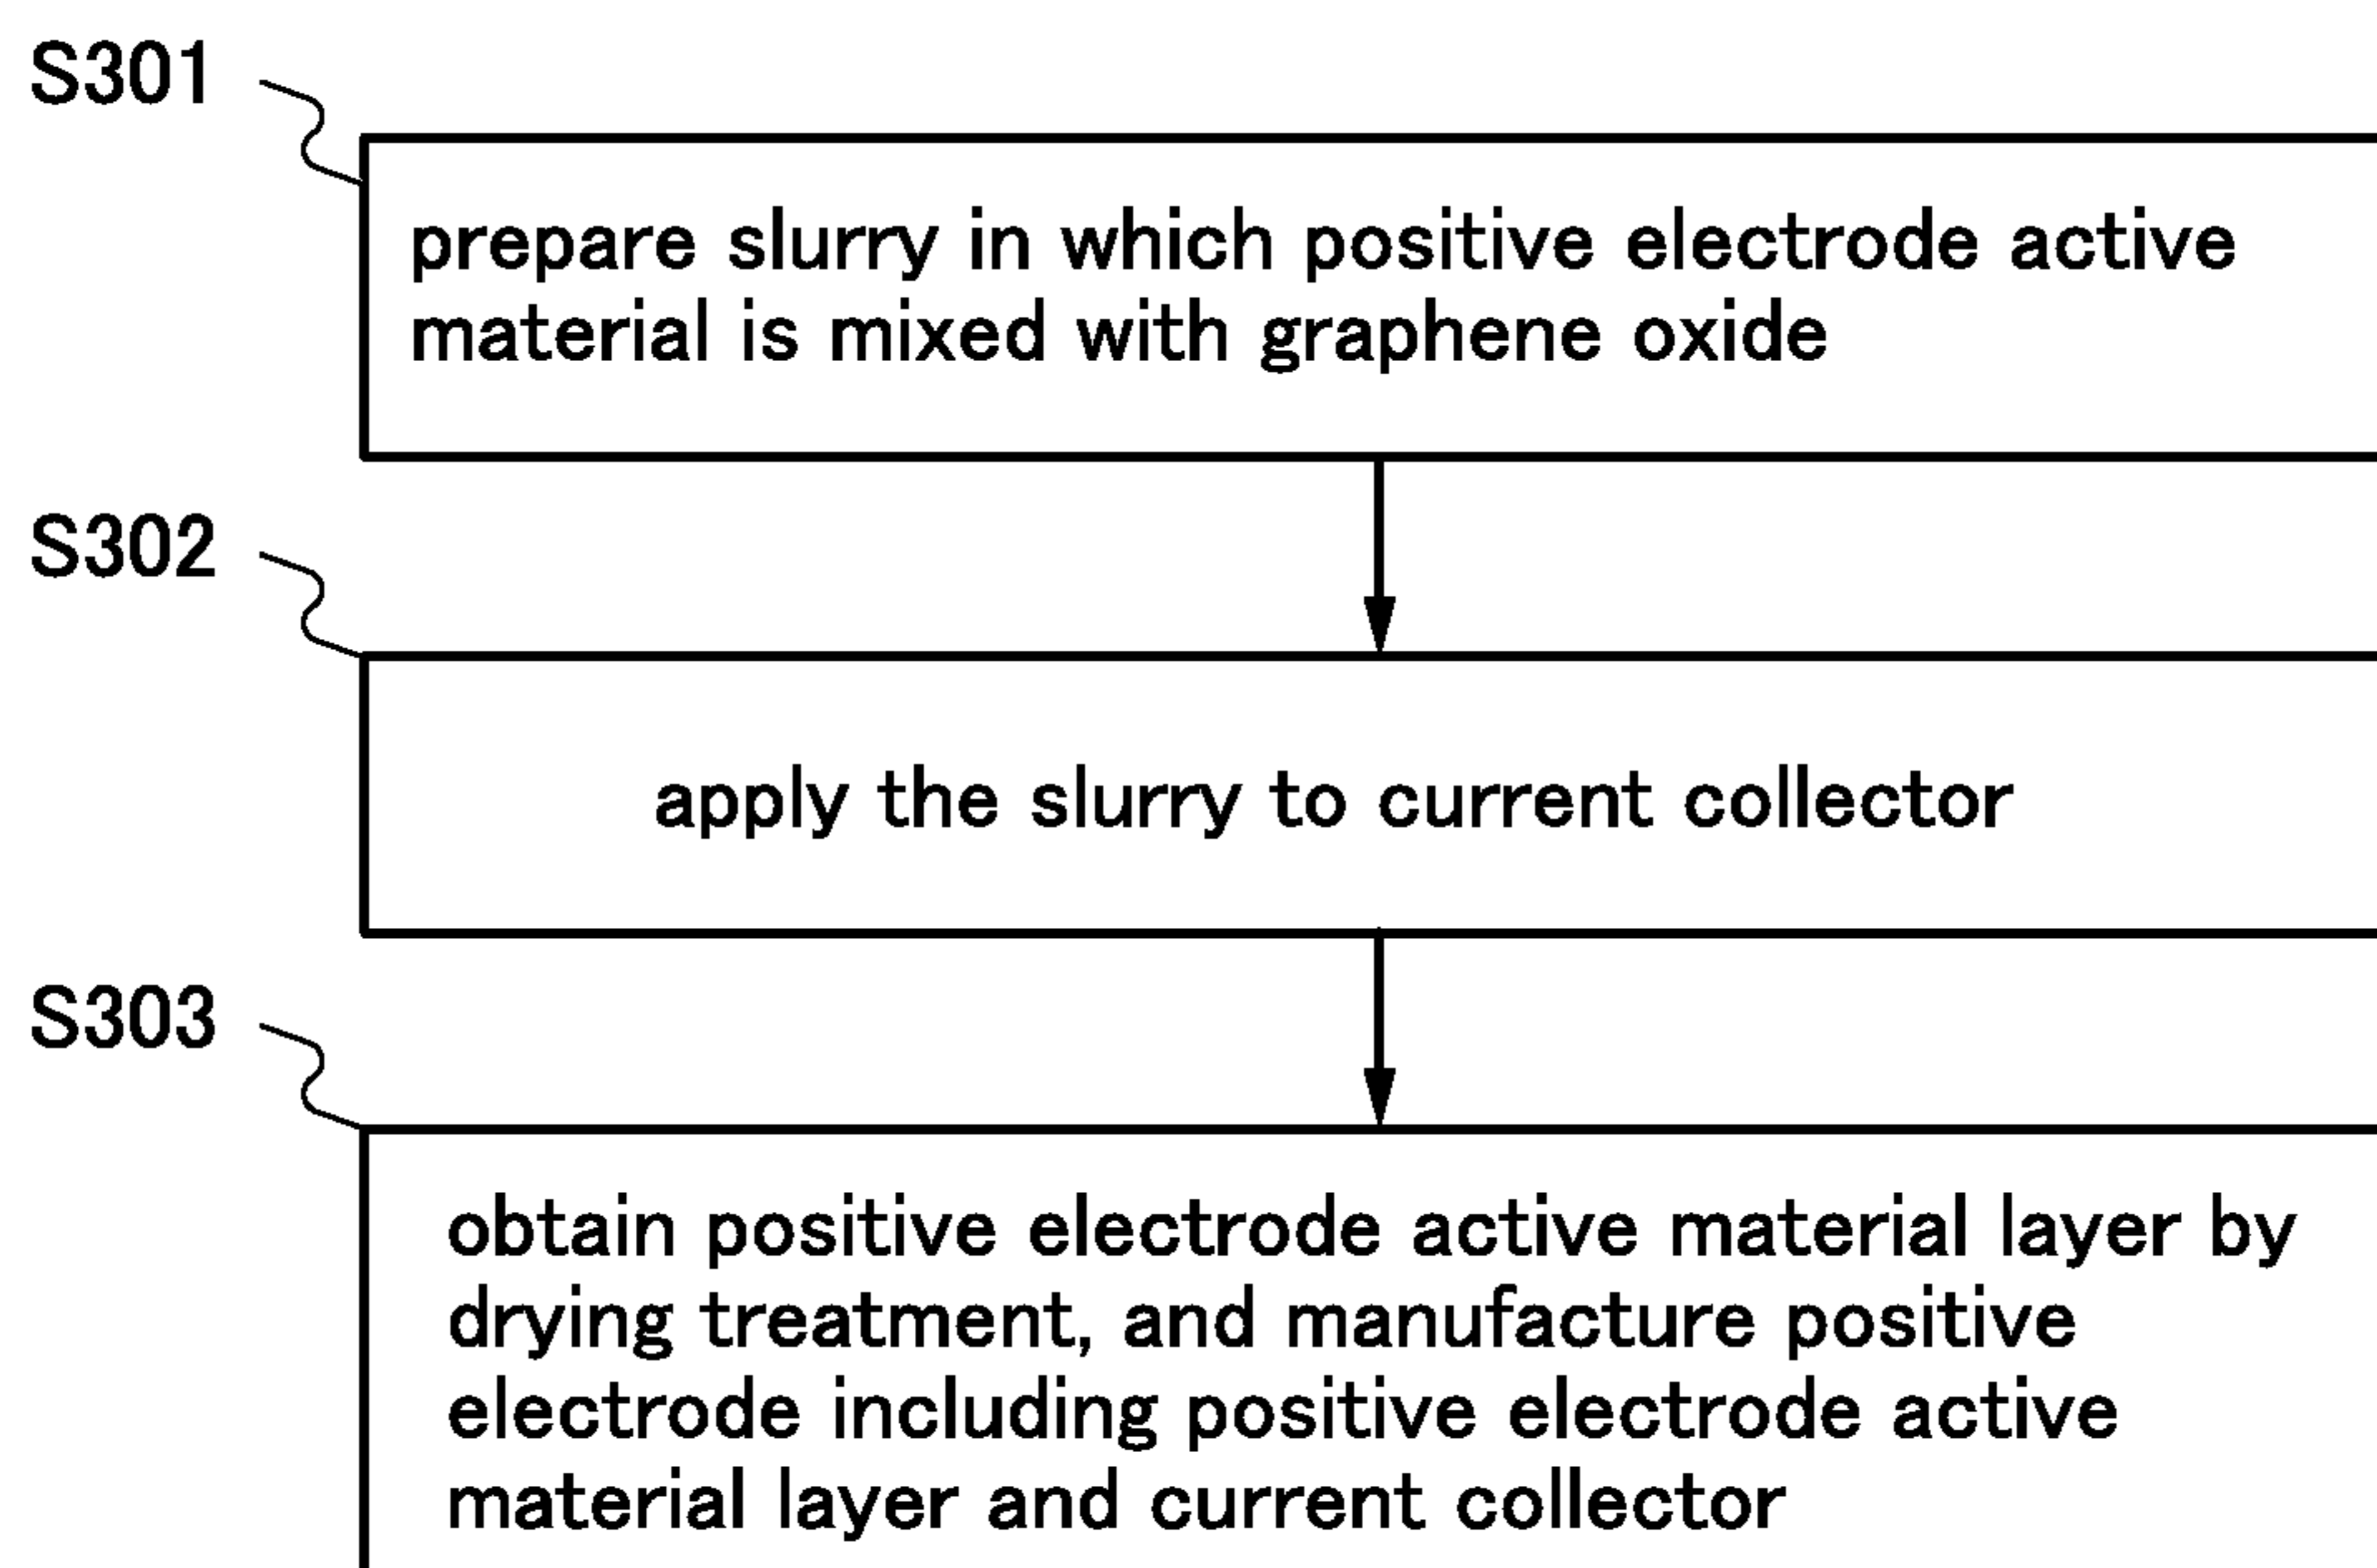 S301
prepare slurry in which positive electrode active
material is mixed with graphene oxide
S302
apply the slurry to current collector
S303
obtain positive electrode active material layer by
drying treatment, and manufacture positive
electrode including positive electrode active
material layer and current collector